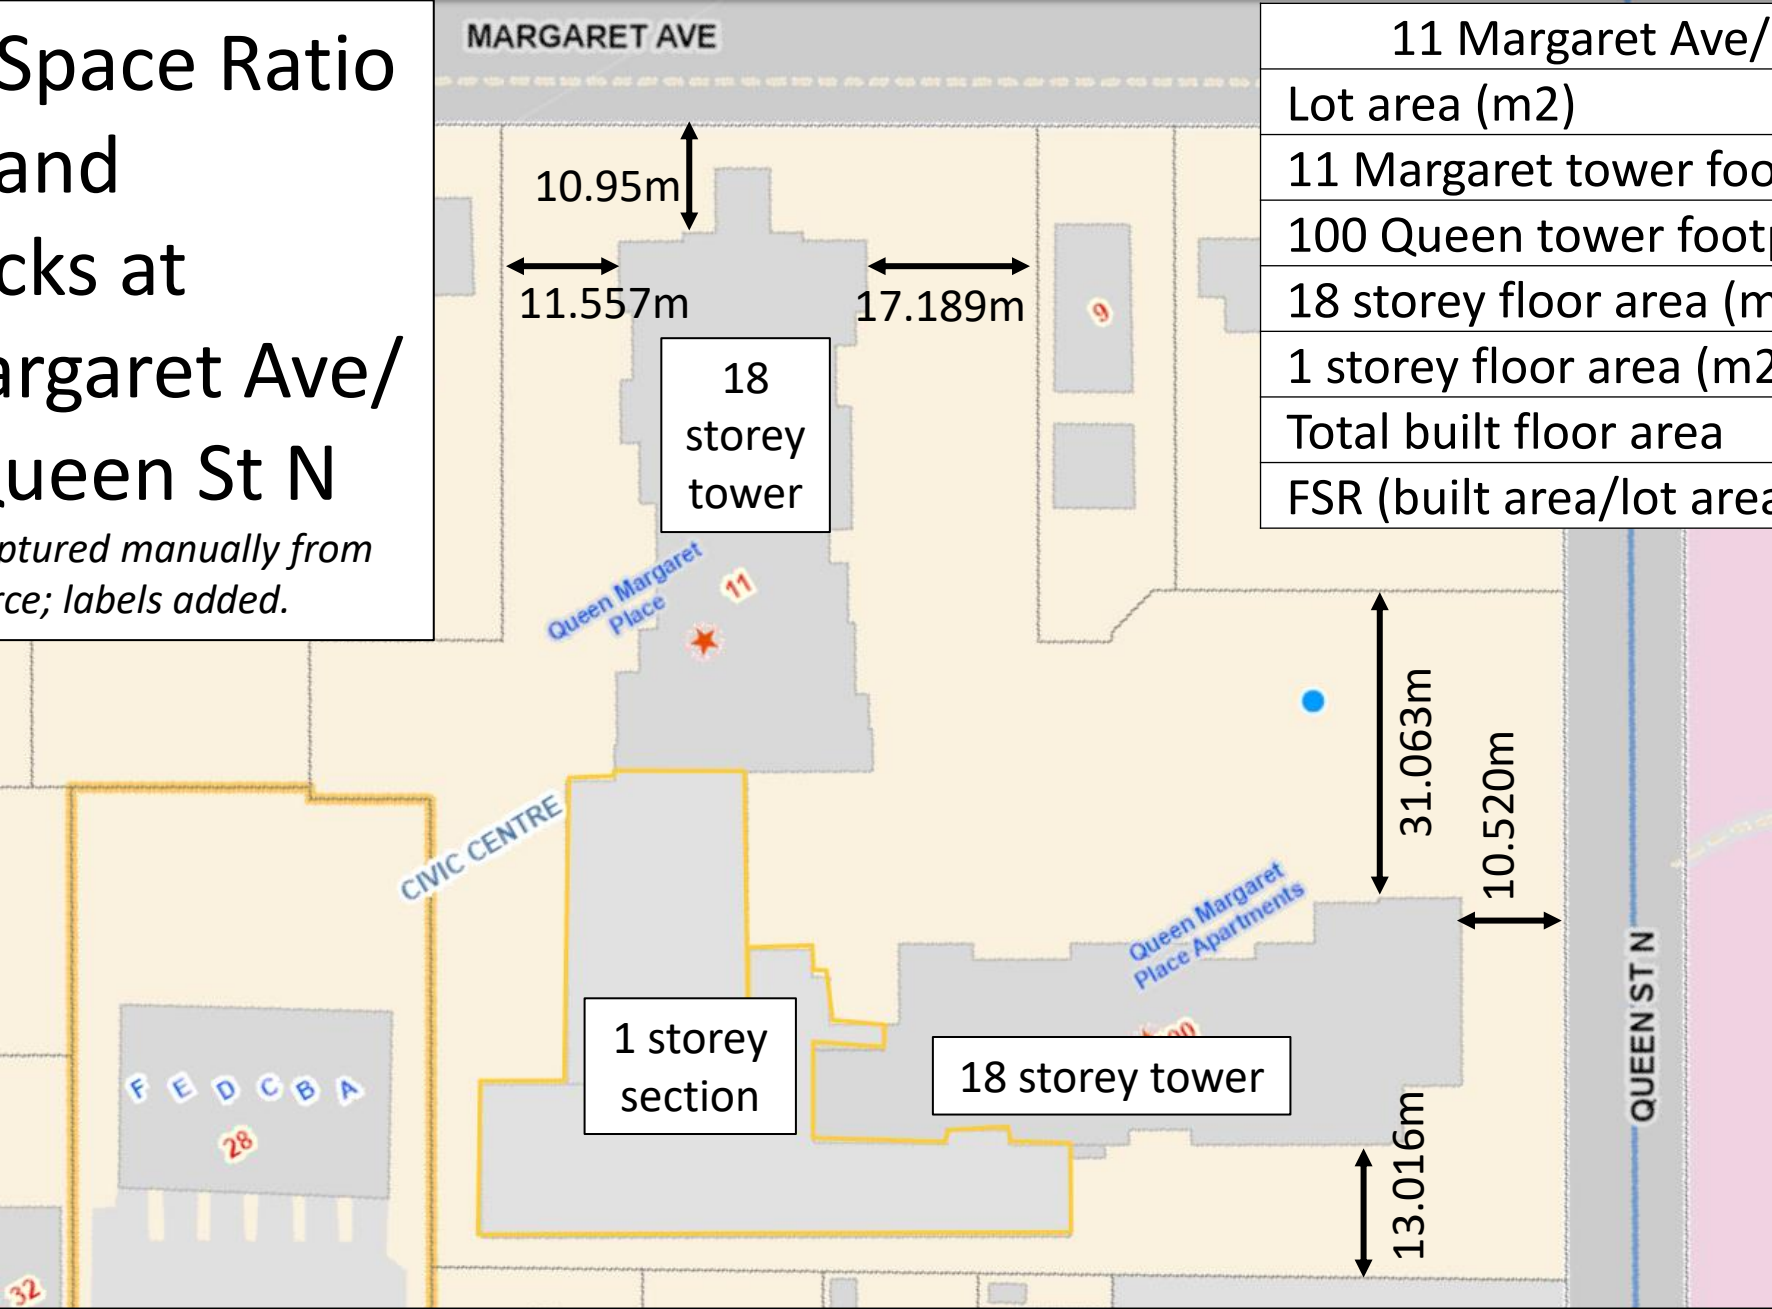 Space Ratio
and
cks at
argaret Ave/
ueen St N
ptured manually from
rce; labels added.
MARGARET AVE
11 Margaret Ave/
Lot area (m2)
11 Margaret tower foo
100 Queen tower footp
18 storey floor area (m
1 storey floor area (m2
Total built floor area
FSR (built area/lot area
10.95m
11.557m
17.189m
9
18
storey
tower
Queen Margaret
Place
11
31.063m
10.520m
CIVIC CENTRE
Queen Margaret
Place Apartments
1 storey
section
18 storey tower
QUEEN ST N
F E D C B A
28
13.016m
32